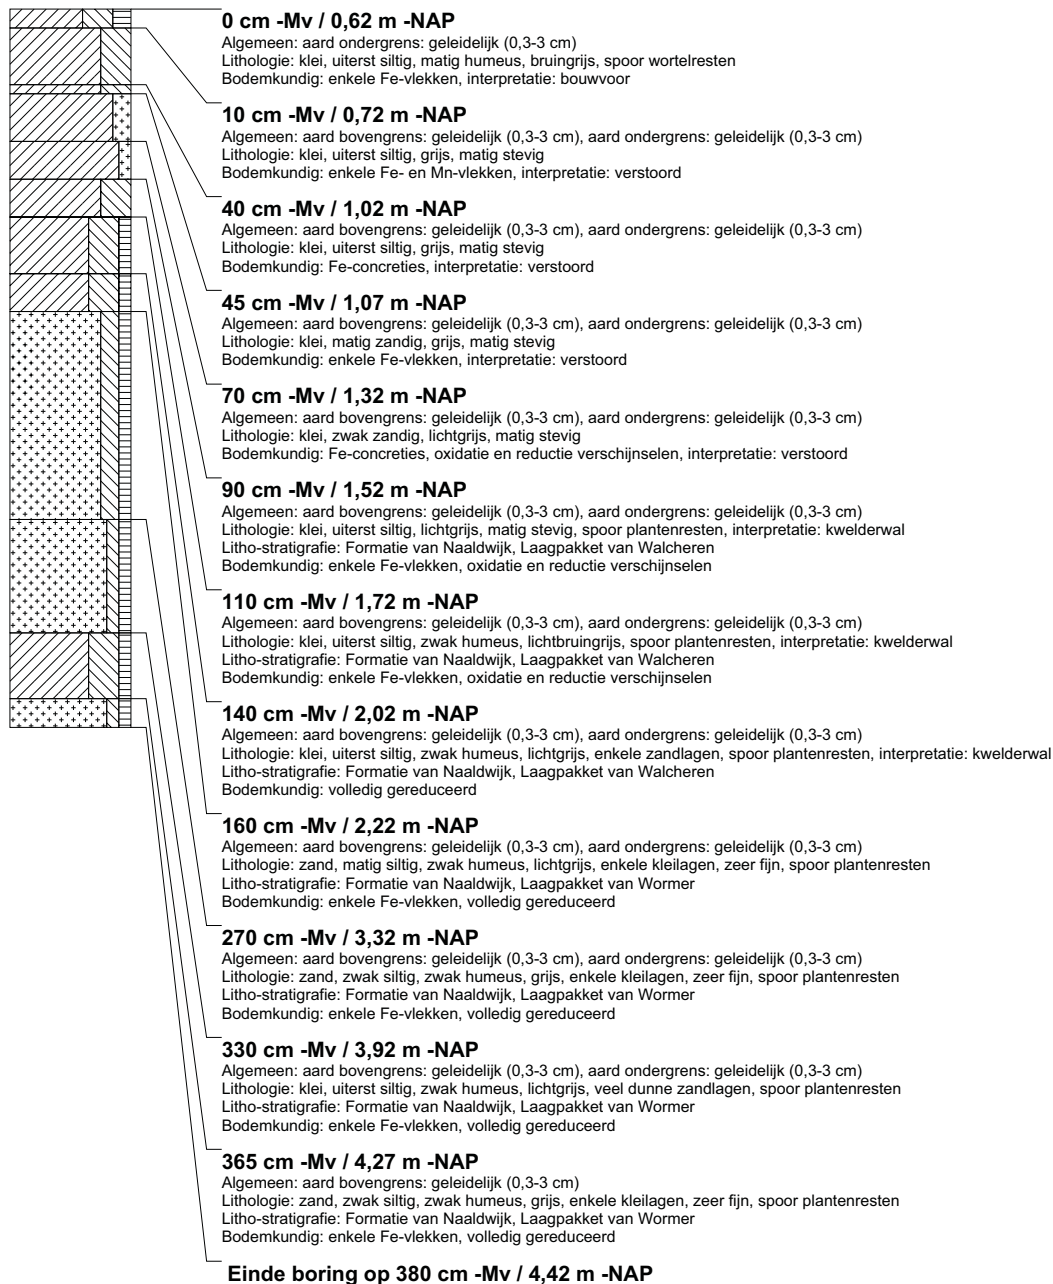 0 cm -Mv / 0,62 m -NAP
Algemeen: aard ondergrens: geleidelijk (0,3-3 cm)
Lithologie: klei, uiterst siltig, matig humeus, bruingrijs, spoor wortelresten
Bodemkundig: enkele Fe-vlekken, interpretatie: bouwvoor
10 cm -Mv / 0,72 m -NAP
Algemeen: aard bovengrens: geleidelijk (0,3-3 cm), aard ondergrens: geleidelijk (0,3-3 cm)
Lithologie: klei, uiterst siltig, grijs, matig stevig
Bodemkundig: enkele Fe- en Mn-vlekken, interpretatie: verstoord
40 cm -Mv / 1,02 m -NAP
Algemeen: aard bovengrens: geleidelijk (0,3-3 cm), aard ondergrens: geleidelijk (0,3-3 cm)
Lithologie: klei, uiterst siltig, grijs, matig stevig
Bodemkundig: Fe-concreties, interpretatie: verstoord
45 cm -Mv / 1,07 m -NAP
Algemeen: aard bovengrens: geleidelijk (0,3-3 cm), aard ondergrens: geleidelijk (0,3-3 cm)
Lithologie: klei, matig zandig, grijs, matig stevig
Bodemkundig: enkele Fe-vlekken, interpretatie: verstoord
70 cm -Mv / 1,32 m -NAP
Algemeen: aard bovengrens: geleidelijk (0,3-3 cm), aard ondergrens: geleidelijk (0,3-3 cm)
Lithologie: klei, zwak zandig, lichtgrijs, matig stevig
Bodemkundig: Fe-concreties, oxidatie en reductie verschijnselen, interpretatie: verstoord
90 cm -Mv / 1,52 m -NAP
Algemeen: aard bovengrens: geleidelijk (0,3-3 cm), aard ondergrens: geleidelijk (0,3-3 cm)
Lithologie: klei, uiterst siltig, lichtgrijs, matig stevig, spoor plantenresten, interpretatie: kwelderwal
Litho-stratigrafie: Formatie van Naaldwijk, Laagpakket van Walcheren
Bodemkundig: enkele Fe-vlekken, oxidatie en reductie verschijnselen
110 cm -Mv / 1,72 m -NAP
Algemeen: aard bovengrens: geleidelijk (0,3-3 cm), aard ondergrens: geleidelijk (0,3-3 cm)
Lithologie: klei, uiterst siltig, zwak humeus, lichtbruingrijs, spoor plantenresten, interpretatie: kwelderwal
Litho-stratigrafie: Formatie van Naaldwijk, Laagpakket van Walcheren
Bodemkundig: enkele Fe-vlekken, oxidatie en reductie verschijnselen
140 cm -Mv / 2,02 m -NAP
Algemeen: aard bovengrens: geleidelijk (0,3-3 cm), aard ondergrens: geleidelijk (0,3-3 cm)
Lithologie: klei, uiterst siltig, zwak humeus, lichtgrijs, enkele zandlagen, spoor plantenresten, interpretatie: kwelderwal
Litho-stratigrafie: Formatie van Naaldwijk, Laagpakket van Walcheren
Bodemkundig: volledig gereduceerd
160 cm -Mv / 2,22 m -NAP
Algemeen: aard bovengrens: geleidelijk (0,3-3 cm), aard ondergrens: geleidelijk (0,3-3 cm)
Lithologie: zand, matig siltig, zwak humeus, lichtgrijs, enkele kleilagen, zeer fijn, spoor plantenresten
Litho-stratigrafie: Formatie van Naaldwijk, Laagpakket van Wormer
Bodemkundig: enkele Fe-vlekken, volledig gereduceerd
270 cm -Mv / 3,32 m -NAP
Algemeen: aard bovengrens: geleidelijk (0,3-3 cm), aard ondergrens: geleidelijk (0,3-3 cm)
Lithologie: zand, zwak siltig, zwak humeus, grijs, enkele kleilagen, zeer fijn, spoor plantenresten
Litho-stratigrafie: Formatie van Naaldwijk, Laagpakket van Wormer
Bodemkundig: enkele Fe-vlekken, volledig gereduceerd
330 cm -Mv / 3,92 m -NAP
Algemeen: aard bovengrens: geleidelijk (0,3-3 cm), aard ondergrens: geleidelijk (0,3-3 cm)
Lithologie: klei, uiterst siltig, zwak humeus, lichtgrijs, veel dunne zandlagen, spoor plantenresten
Litho-stratigrafie: Formatie van Naaldwijk, Laagpakket van Wormer
Bodemkundig: enkele Fe-vlekken, volledig gereduceerd
365 cm -Mv / 4,27 m -NAP
Algemeen: aard bovengrens: geleidelijk (0,3-3 cm)
Lithologie: zand, zwak siltig, zwak humeus, grijs, enkele kleilagen, zeer fijn, spoor plantenresten
Litho-stratigrafie: Formatie van Naaldwijk, Laagpakket van Wormer
Bodemkundig: enkele Fe-vlekken, volledig gereduceerd
Einde boring op 380 cm -Mv / 4,42 m -NAP